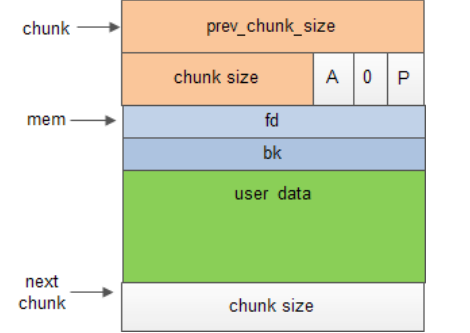 chunk
prev_chunk_size
chunk size
A
0
P
mem
fd
bk
user data
next
chunk
chunk size